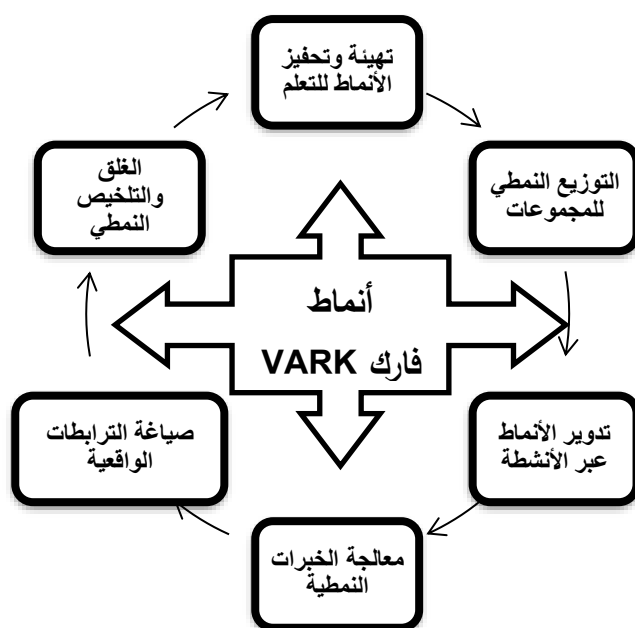 تهيئة وتحفيز
الأنماط للتعلم
التوزيع النمطي
للمجموعات
تدوير الأنماط
عبر الأنشطة
معالجة الخبرات
النمطية
صياغة الترابطات
الواقعية
الغلق
والتلخيص
النمطي
أنماط
فارك VARK